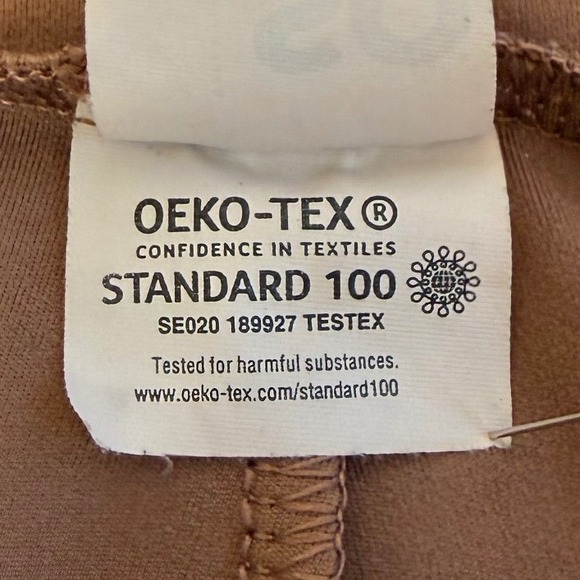 OEKO-TEX®
CONFIDENCE IN TEXTILES
STANDARD 100
SE020 189927 TESTEX
Tested for harmful substances.
www.oeko-tex.com/standard100